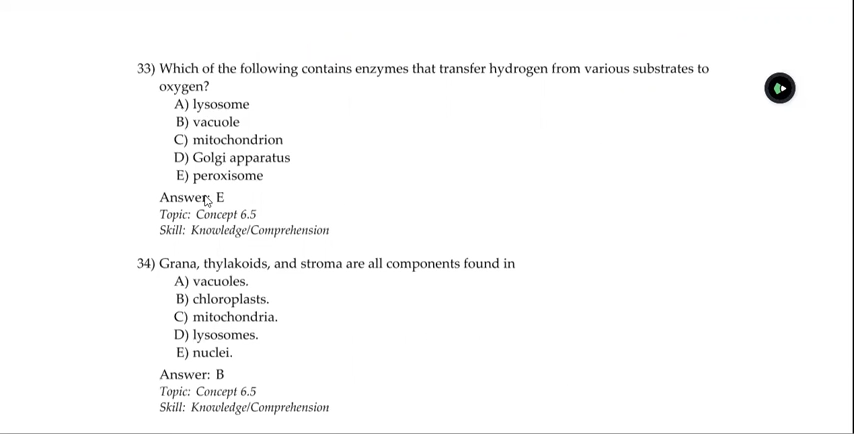 33) Which of the following contains enzymes that transfer hydrogen from various substrates to
oxygen?
A) lysosome
B) vacuole
C) mitochondrion
D) Golgi apparatus
E) peroxisome
Answer: E
Topic: Concept 6.5
Skill: Knowledge/Comprehension
34) Grana, thylakoids, and stroma are all components found in
A) vacuoles.
B) chloroplasts.
C) mitochondria.
D) lysosomes.
E) nuclei.
Answer: B
Topic: Concept 6.5
Skill: Knowledge/Comprehension